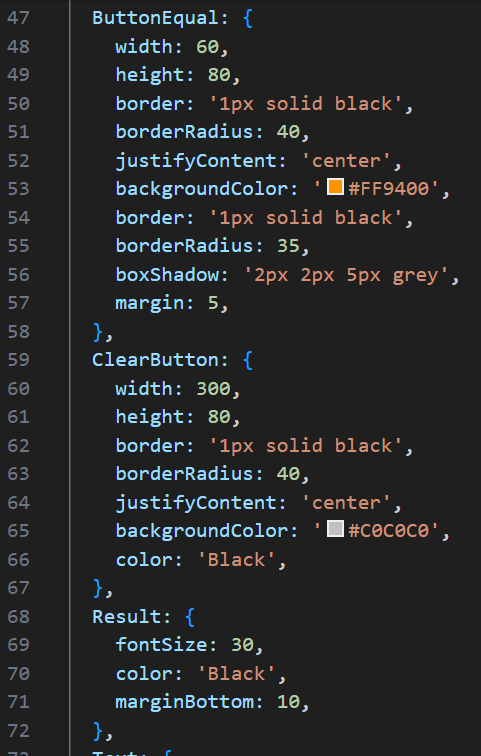 47 ButtonEqual: {
48 width: 60,
49 height: 80,
50 border: '1px solid black',
51 borderRadius: 40,
52 justifyContent: 'center',
53 backgroundColor: '#FF9400',
54 border: '1px solid black',
55 borderRadius: 35,
56 boxShadow: '2px 2px 5px grey',
57 margin: 5,
58 },
59 ClearButton: {
60 width: 300,
61 height: 80,
62 border: '1px solid black',
63 borderRadius: 40,
64 justifyContent: 'center',
65 backgroundColor: '#C0C0C0',
66 color: 'Black',
67 },
68 Result: {
69 fontSize: 30,
70 color: 'Black',
71 marginBottom: 10,
72 },
73 Text: {